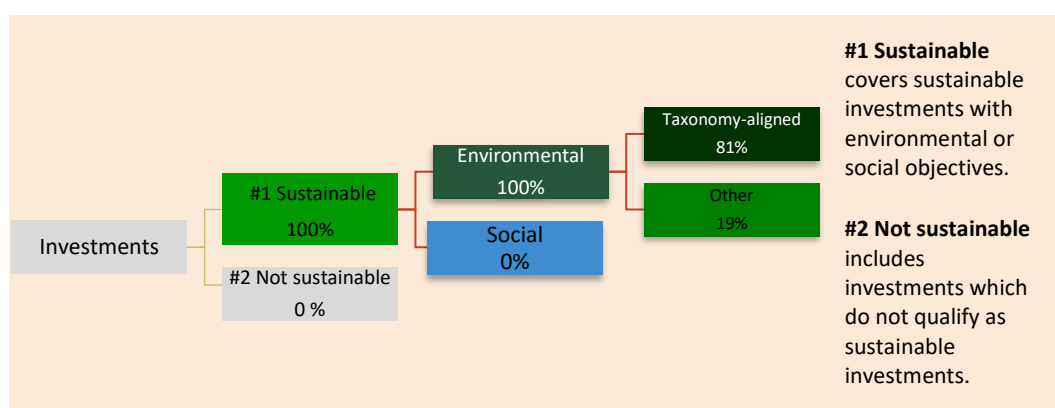 Investments
#1 Sustainable
100%
#2 Not sustainable
0 %
Environmental
100%
Social
0%
Taxonomy-aligned
81%
Other
19%
#1 Sustainable
covers sustainable
investments with
environmental or
social objectives.
#2 Not sustainable
includes
investments which
do not qualify as
sustainable
investments.